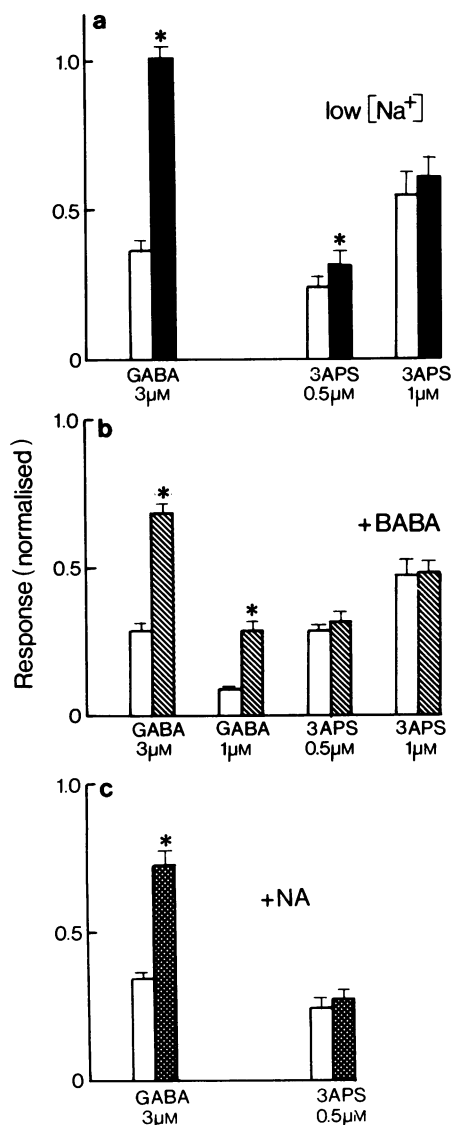 a
1.0
*
low [Na⁺]
0.5
*
0
GABA 3APS 3APS
3μM 0.5μM 1μM
b
1.0
*
+BABA
0.5
*
0
GABA GABA 3APS 3APS
3μM 1μM 0.5μM 1μM
Response (normalised)
c
1.0
*
+NA
0.5
0
GABA 3APS
3μM 0.5μM